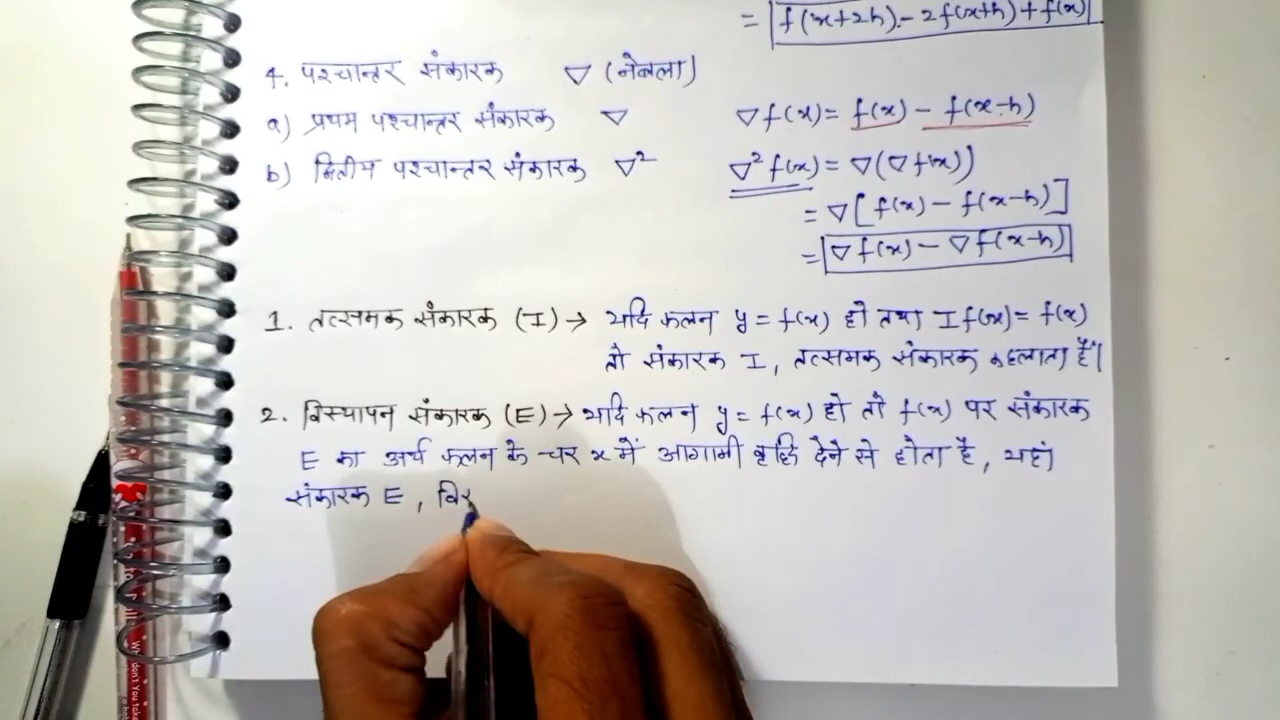 = f(x+2h) - 2f(x+h) + f(x)
4. पश्चान्तर संकारक ∇ (नेबला)
a) प्रथम पश्चान्तर संकारक ∇ ∇f(x) = f(x) - f(x-h)
b) द्वितीय पश्चान्तर संकारक ∇² ∇² f(x) = ∇(∇ f(x))
= ∇[f(x) - f(x-h)]
= ∇f(x) - ∇f(x-h)
1. तत्समक संकारक (I) → यदि फलन y = f(x) हो तथा I f(x) = f(x)
तो संकारक I, तत्समक संकारक कहलाता है।
2. विस्थापन संकारक (E) → यदि फलन y = f(x) हो तो f(x) पर संकारक
E का अर्थ फलन के चर x में आगामी वृद्धि देने से होता है, यहां
संकारक E, विस